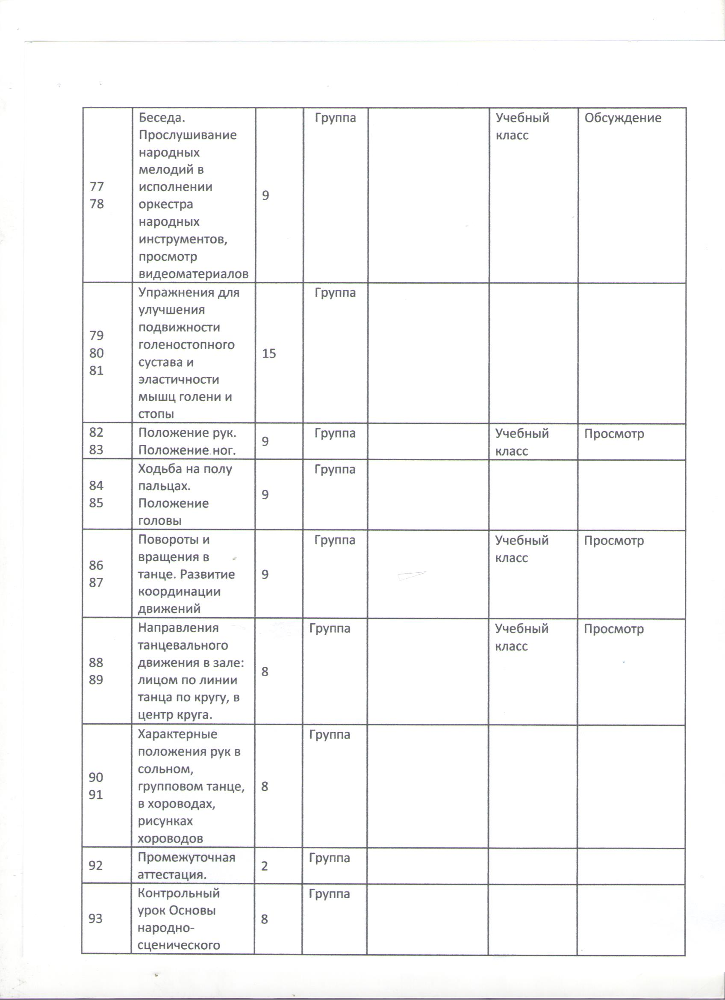 Беседа.
Прослушивание
народных
мелодий в
исполнении
оркестра
народных
инструментов,
просмотр
видеоматериалов
77
78
9
Группа
Учебный
класс
Обсуждение
79
80
81
Упражнения для
улучшения
подвижности
голеностопного
сустава и
эластичности
мышц голени и
стопы
15
Группа
82
83
Положение рук.
Положение ног.
9
Группа
Учебный
класс
Просмотр
84
85
Ходьба на полу
пальцах.
Положение
головы
9
Группа
86
87
Повороты и
вращения в
танце. Развитие
координации
движений
9
Группа
Учебный
класс
Просмотр
88
89
Направления
танцевального
движения в зале:
лицом по линии
танца по кругу, в
центр круга.
8
Группа
Учебный
класс
Просмотр
90
91
Характерные
положения рук в
сольном,
групповом танце,
в хороводах,
рисунках
хороводов
8
Группа
92
Промежуточная
аттестация.
2
Группа
93
Контрольный
урок Основы
народно-
сценического
8
Группа